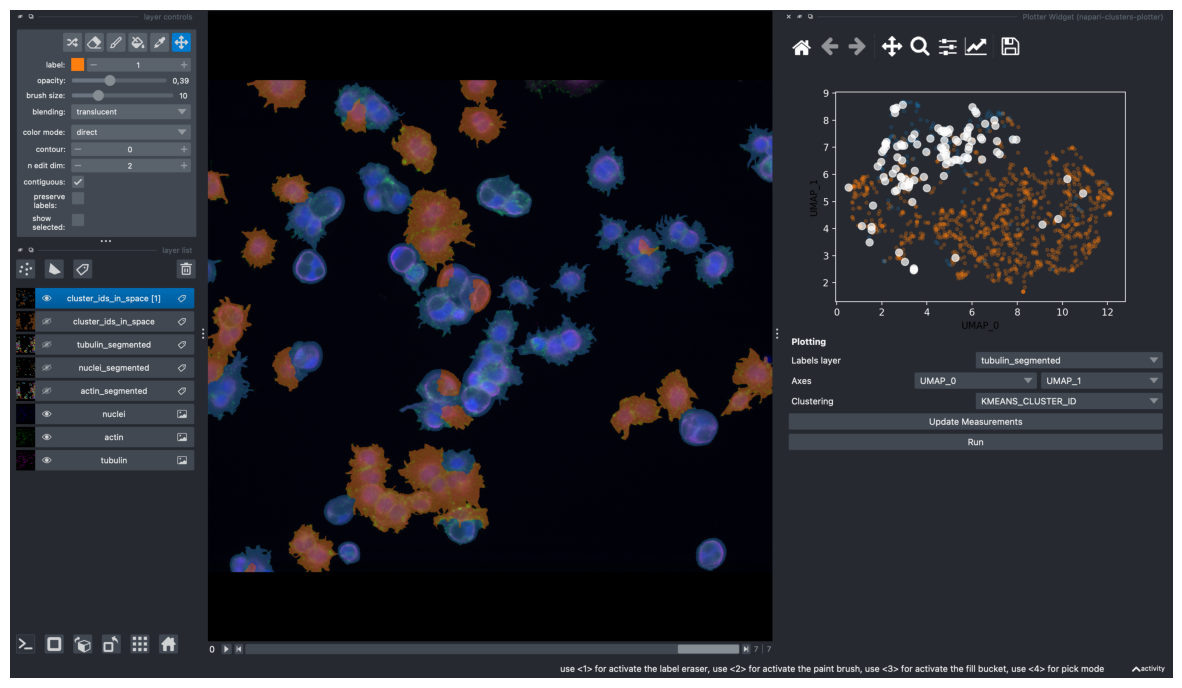 layer controls
label: − 1 +
opacity: 0,39
brush size: 10
blending: translucent
color mode: direct
contour: − 0 +
n edit dim: − 2 +
contiguous:
preserve
labels:
show
selected:
layer list
cluster_ids_in_space [1]
cluster_ids_in_space
tubulin_segmented
nuclei_segmented
actin_segmented
nuclei
actin
tubulin
0 7 | 7
Plotter Widget (napari-clusters-plotter)
9
8
7
6
5
4
3
2
UMAP_1
0 2 4 6 8 10 12
UMAP_0
Plotting
Labels layer tubulin_segmented
Axes UMAP_0 UMAP_1
Clustering KMEANS_CLUSTER_ID
Update Measurements
Run
use <1> for activate the label eraser, use <2> for activate the paint brush, use <3> for activate the fill bucket, use <4> for pick mode
activity